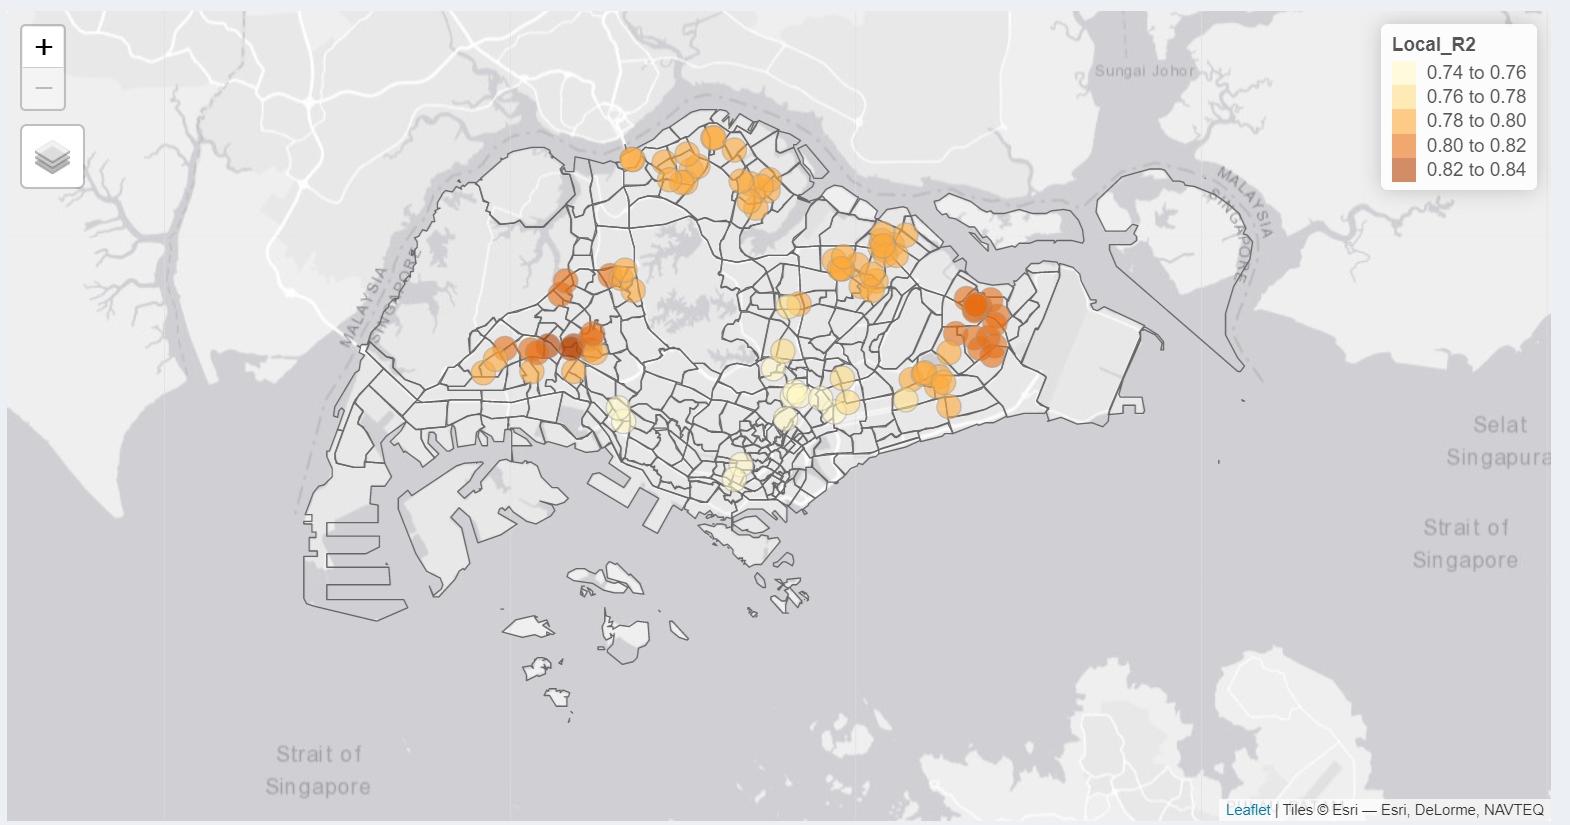 +
−
Local_R2
0.74 to 0.76
0.76 to 0.78
0.78 to 0.80
0.80 to 0.82
0.82 to 0.84
Sungai Johor
MALAYSIA
SINGAPORE
MALAYSIA
SINGAPORE
Selat
Singapura
Strait of
Singapore
Strait of
Singapore
Leaflet | Tiles © Esri — Esri, DeLorme, NAVTEQ